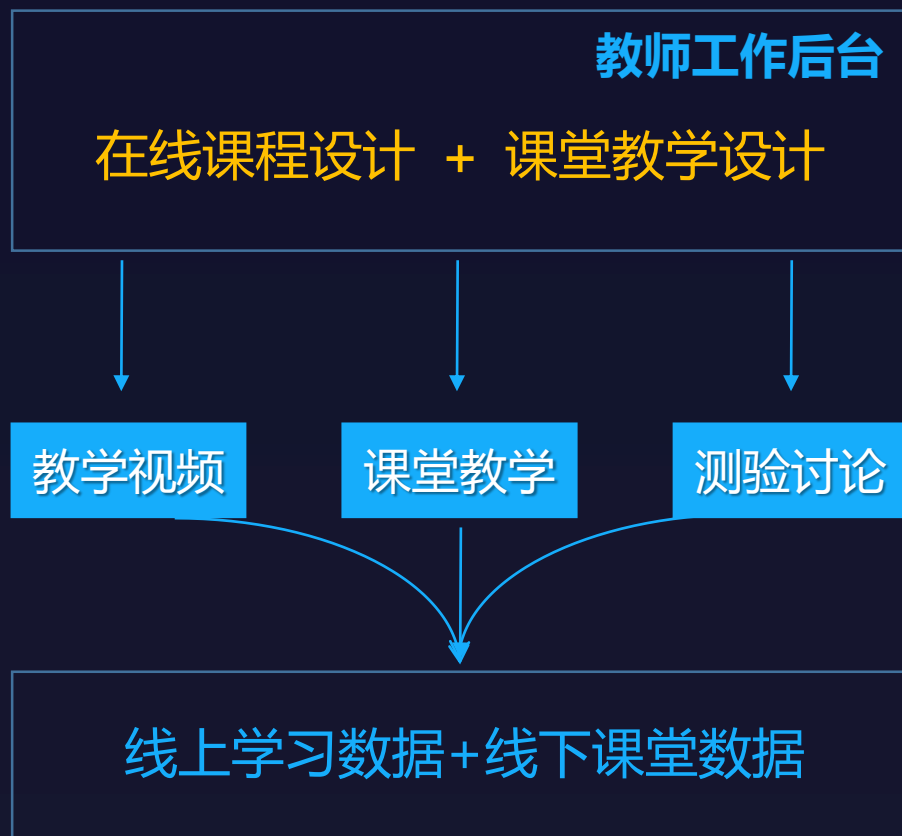 教师工作后台
在线课程设计 + 课堂教学设计
教学视频
课堂教学
测验讨论
线上学习数据+线下课堂数据